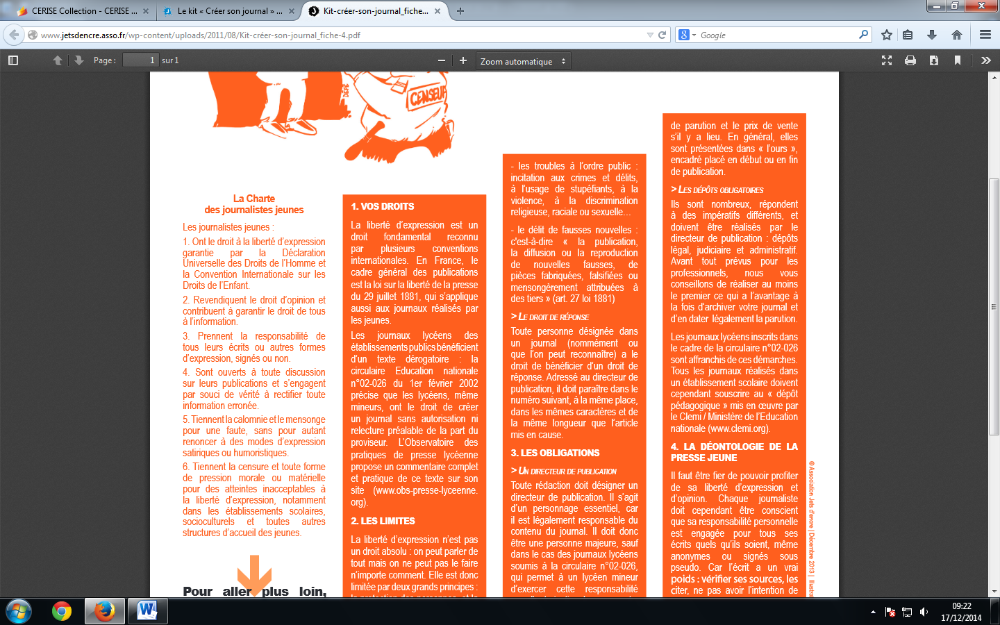 CERISE Collection - CERISE ...
Le kit « Créer son journal » ...
Kit-créer-son-journal_fiche...
www.jetsdencre.asso.fr/wp-content/uploads/2011/08/Kit-créer-son-journal_fiche-4.pdf
Google
Page : 1 sur 1
Zoom automatique
DÉFÉ
CENSEUR
La Charte
des journalistes jeunes
Les journalistes jeunes :
1. Ont le droit à la liberté d'expression
garantie par la Déclaration
Universelle des Droits de l'Homme et
la Convention Internationale sur les
Droits de l'Enfant.
2. Revendiquent le droit d'opinion et
contribuent à garantir le droit de tous
à l'information.
3. Prennent la responsabilité de
tous leurs écrits ou autres formes
d'expression, signés ou non.
4. Sont ouverts à toute discussion
sur leurs publications et s'engagent
par souci de vérité à rectifier toute
information erronée.
5. Tiennent la calomnie et le mensonge
pour une faute, sans pour autant
renoncer à des modes d'expression
satiriques ou humoristiques.
6. Tiennent la censure et toute forme
de pression morale ou matérielle
pour des atteintes inacceptables à
la liberté d'expression, notamment
dans les établissements scolaires,
socioculturels et toutes autres
structures d'accueil des jeunes.
Pour aller plus loin,
1. VOS DROITS
La liberté d'expression est un
droit fondamental reconnu
par plusieurs conventions
internationales. En France, le
cadre général des publications
est la loi sur la liberté de la presse
du 29 juillet 1881, qui s'applique
aussi aux journaux réalisés par
les jeunes.
Les journaux lycéens des
établissements publics bénéficient
d'un texte dérogatoire : la
circulaire Education nationale
n°02-026 du 1er février 2002
précise que les lycéens, même
mineurs, ont le droit de créer
un journal sans autorisation ni
relecture préalable de la part du
proviseur. L'Observatoire des
pratiques de presse lycéenne
propose un commentaire complet
et pratique de ce texte sur son
site (www.obs-presse-lyceenne.
org).
2. LES LIMITES
La liberté d'expression n'est pas
un droit absolu : on peut parler de
tout mais on ne peut pas le faire
n'importe comment. Elle est donc
limitée par deux grands principes :
la protection des personnes, et la
- les troubles à l'ordre public :
incitation aux crimes et délits,
à l'usage de stupéfiants, à la
violence, à la discrimination
religieuse, raciale ou sexuelle...
- le délit de fausses nouvelles :
c'est-à-dire « la publication,
la diffusion ou la reproduction
de nouvelles fausses, de
pièces fabriquées, falsifiées ou
mensongèrement attribuées à
des tiers » (art. 27 loi 1881)
> LE DROIT DE RÉPONSE
Toute personne désignée dans
un journal (nommément ou
que l'on peut reconnaître) a le
droit de bénéficier d'un droit de
réponse. Adressé au directeur de
publication, il doit paraître dans le
numéro suivant, à la même place,
dans les mêmes caractères et de
la même longueur que l'article
mis en cause.
3. LES OBLIGATIONS
> UN DIRECTEUR DE PUBLICATION
Toute rédaction doit désigner un
directeur de publication. Il s'agit
d'un personnage essentiel, car
il est légalement responsable du
contenu du journal. Il doit donc
être une personne majeure, sauf
dans le cas des journaux lycéens
soumis à la circulaire n°02-026,
qui permet à un lycéen mineur
d'exercer cette responsabilité
de parution et le prix de vente
s'il y a lieu. En général, elles
sont présentées dans « l'ours »,
encadré placé en début ou en fin
de publication.
> LES DÉPÔTS OBLIGATOIRES
Ils sont nombreux, répondent
à des impératifs différents, et
doivent être réalisés par le
directeur de publication : dépôts
légal, judiciaire et administratif.
Avant tout prévus pour les
professionnels, nous vous
conseillons de réaliser au moins
le premier ce qui a l'avantage à
la fois d'archiver votre journal et
d'en dater légalement la parution.
Les journaux lycéens inscrits dans
le cadre de la circulaire n°02-026
sont affranchis de ces démarches.
Tous les journaux réalisés dans
un établissement scolaire doivent
cependant souscrire au « dépôt
pédagogique » mis en œuvre par
le Clemi / Ministère de l'Education
nationale (www.clemi.org).
4. LA DÉONTOLOGIE DE LA
PRESSE JEUNE
Il faut être fier de pouvoir profiter
de sa liberté d'expression et
d'opinion. Chaque journaliste
doit cependant être conscient
que sa responsabilité personnelle
est engagée pour tous ses
écrits quels qu'ils soient, même
anonymes ou signés sous
pseudo. Car l'écrit a un vrai
poids : vérifier ses sources, les
citer, ne pas avoir l'intention de
© Association Jets d'encre | Décembre 2013 | Illustrat
09:22
17/12/2014